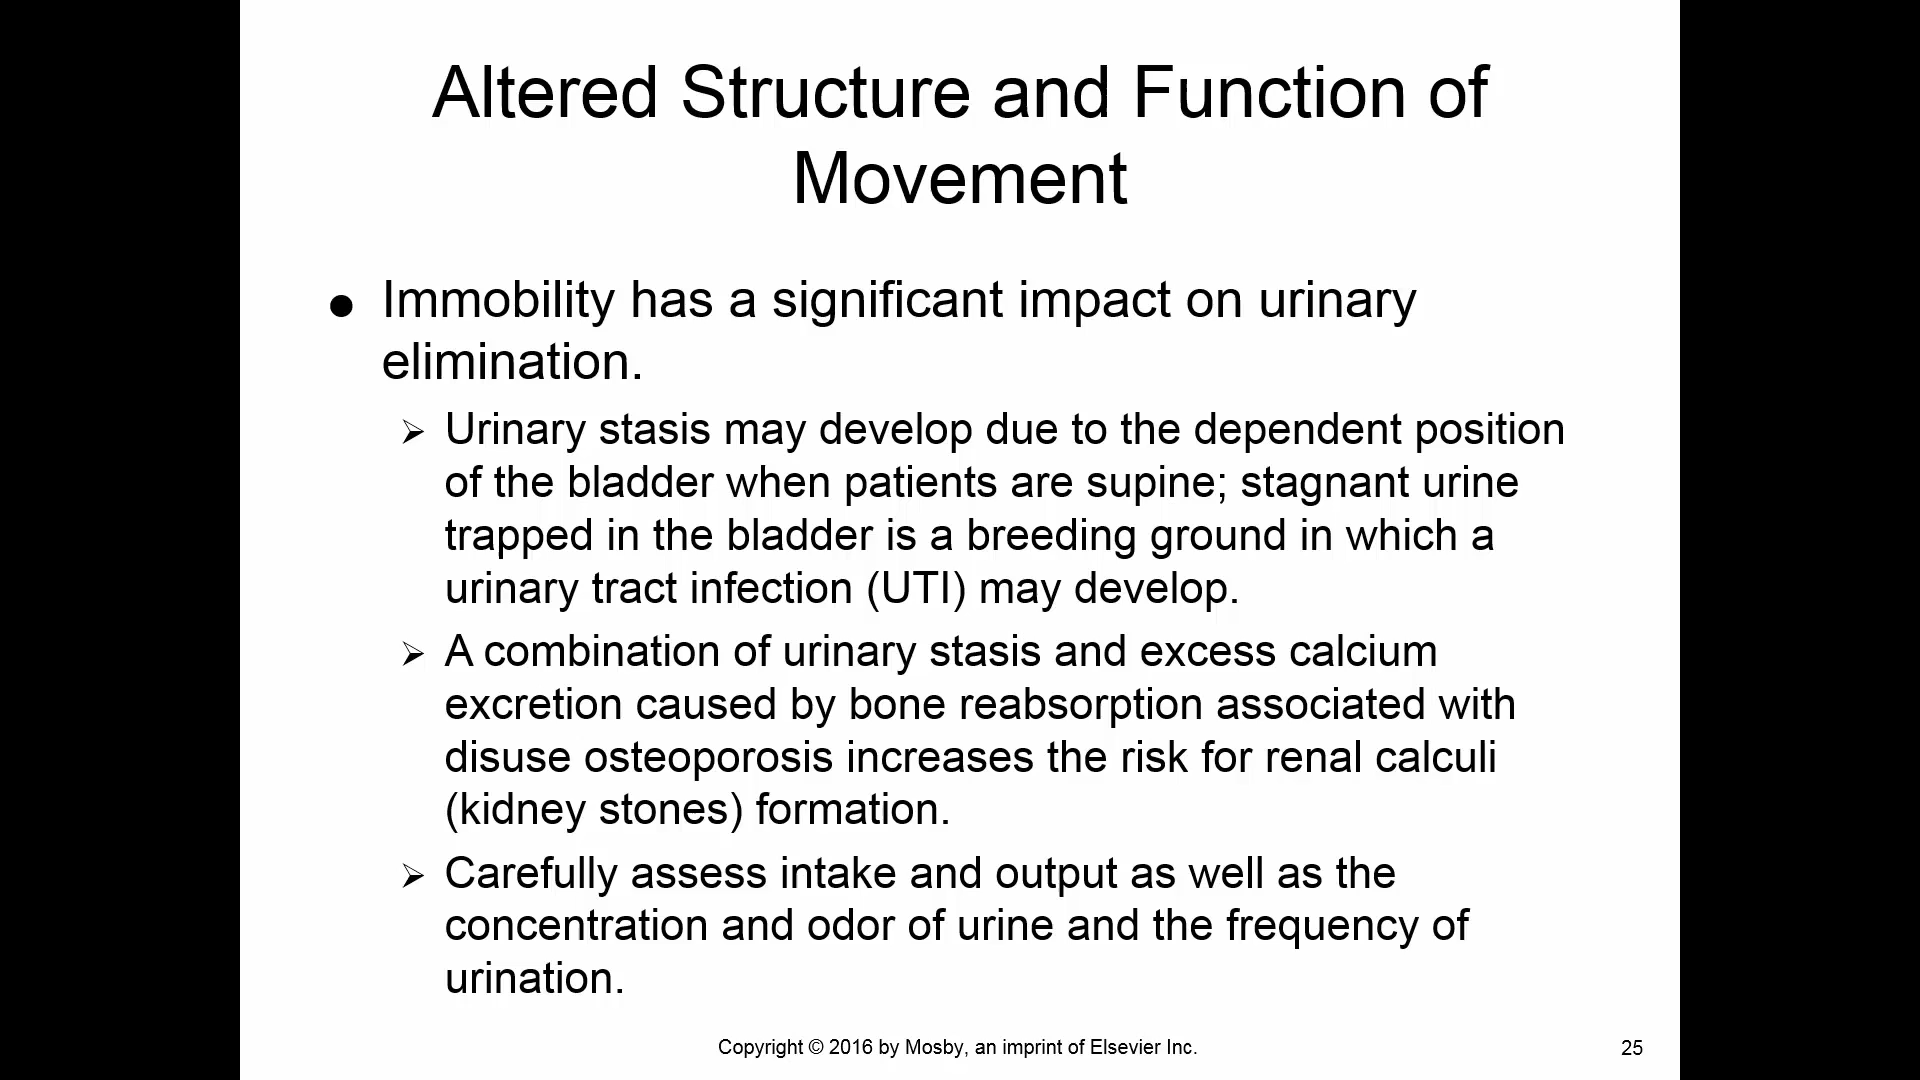 Altered Structure and Function of
Movement
● Immobility has a significant impact on urinary
elimination.
➢ Urinary stasis may develop due to the dependent position
of the bladder when patients are supine; stagnant urine
trapped in the bladder is a breeding ground in which a
urinary tract infection (UTI) may develop.
➢ A combination of urinary stasis and excess calcium
excretion caused by bone reabsorption associated with
disuse osteoporosis increases the risk for renal calculi
(kidney stones) formation.
➢ Carefully assess intake and output as well as the
concentration and odor of urine and the frequency of
urination.
Copyright © 2016 by Mosby, an imprint of Elsevier Inc.
25